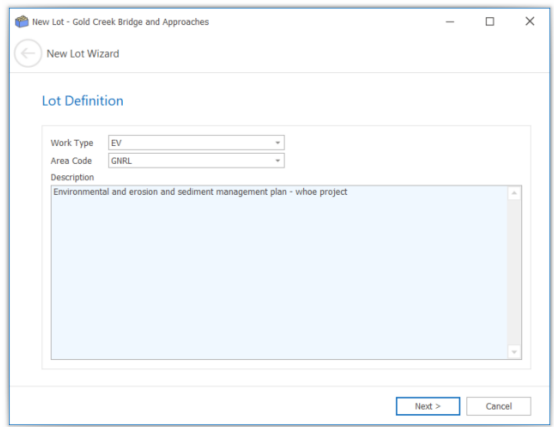 New Lot - Gold Creek Bridge and Approaches
New Lot Wizard
Lot Definition
Work Type EV
Area Code GNRL
Description
Environmental and erosion and sediment management plan - whoe project
Next > Cancel